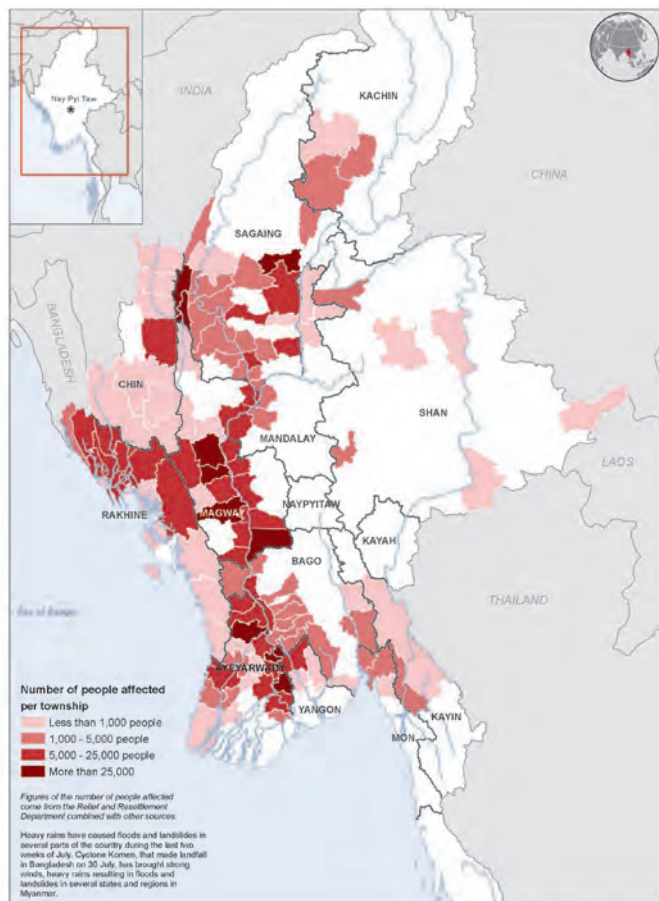 Nay Pyi Taw
INDIA
KACHIN
CHINA
SAGAING
BANGLADESH
CHIN
SHAN
MANDALAY
LAOS
NAYPYITAW
RAKHINE
MAGWAY
KAYAH
BAGO
THAILAND
Bay of Bengal
AYEYARWADY
YANGON
KAYIN
MON
Number of people affected
per township
Less than 1,000 people
1,000 - 5,000 people
5,000 - 25,000 people
More than 25,000
Figures of the number of people affected
come from the Relief and Resettlement
Department combined with other sources.
Heavy rains have caused floods and landslides in
several parts of the country during the last two
weeks of July. Cyclone Komen, that made landfall
in Bangladesh on 30 July, has brought strong
winds, heavy rains resulting in floods and
landslides in several states and regions in
Myanmar.